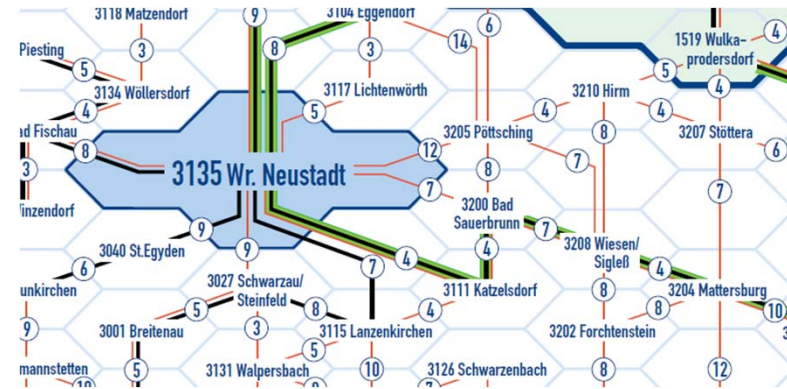 3118 Matzendorf
9
3104 Eggendorf
6
1519 Wulka-
prodersdorf
4
Piesting
3
8
3
14
5
5
3134 Wöllersdorf
4
3117 Lichtenwörth
5
4
3210 Hirm
4
4
ad Fischau
8
12
3205 Pöttsching
8
3207 Stöttera
6
3
3135 Wr. Neustadt
8
7
7
7
3200 Bad
Sauerbrunn
inzendorf
9
3040 St.Egyden
9
4
7
3208 Wiesen/
Sigleß
6
7
4
4
unkirchen
3027 Schwarzau/
Steinfeld
3111 Katzelsdorf
8
3204 Mattersburg
9
5
8
4
8
10
3
3001 Breitenau
3
3115 Lanzenkirchen
3202 Forchtenstein
5
mannstetten
5
3131 Walpersbach
10
3126 Schwarzenbach
8
12
10
9
7